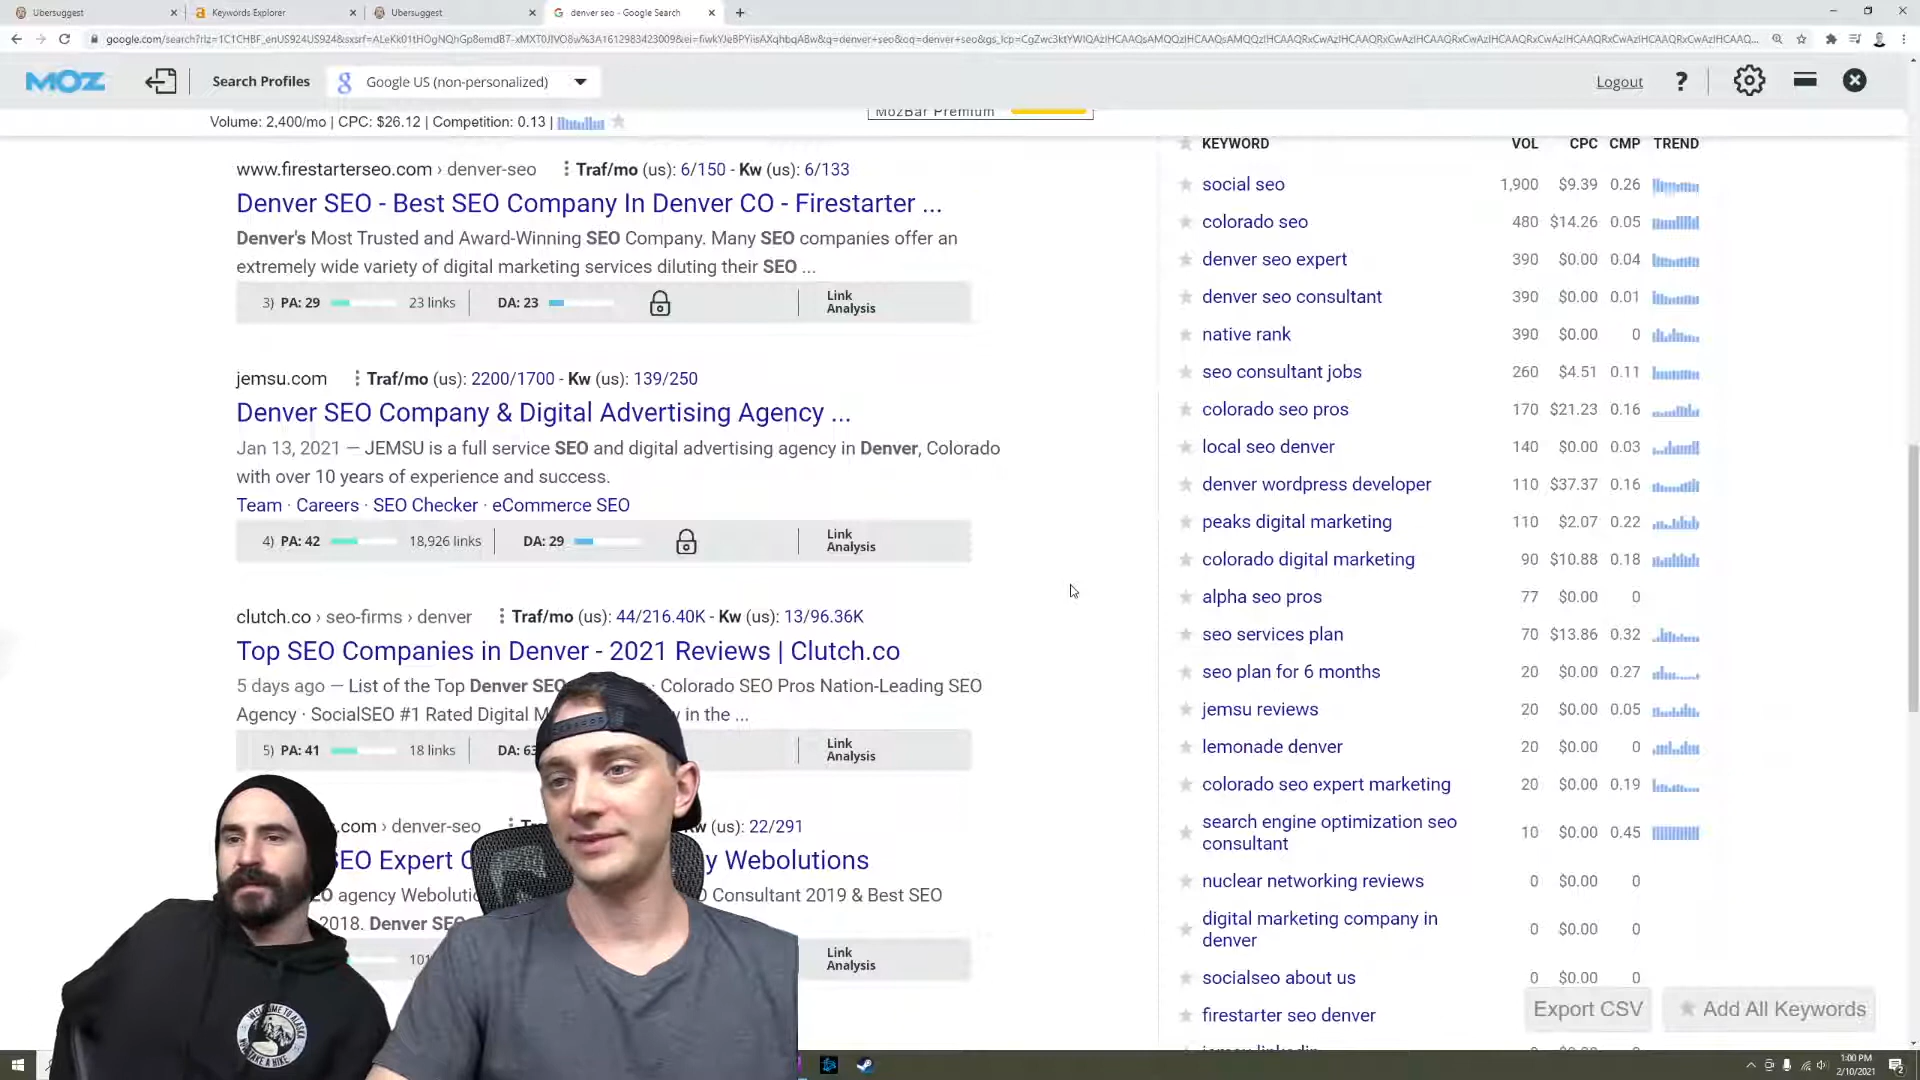 Ubersuggest
Keywords Explorer
Ubersuggest
denver seo - Google Search
MOZ
Search Profiles
Google US (non-personalized)
Logout
?
MozBar Premium
Volume: 2,400/mo | CPC: $26.12 | Competition: 0.13 |
www.firestarterseo.com › denver-seo Traf/mo (us): 6/150 - Kw (us): 6/133
Denver SEO - Best SEO Company In Denver CO - Firestarter ...
Denver's Most Trusted and Award-Winning SEO Company. Many SEO companies offer an
extremely wide variety of digital marketing services diluting their SEO ...
3) PA: 29 23 links DA: 23 Link Analysis
jemsu.com Traf/mo (us): 2200/1700 - Kw (us): 139/250
Denver SEO Company & Digital Advertising Agency ...
Jan 13, 2021 — JEMSU is a full service SEO and digital advertising agency in Denver, Colorado
with over 10 years of experience and success.
Team · Careers · SEO Checker · eCommerce SEO
4) PA: 42 18,926 links DA: 29 Link Analysis
clutch.co › seo-firms › denver Traf/mo (us): 44/216.40K - Kw (us): 13/96.36K
Top SEO Companies in Denver - 2021 Reviews | Clutch.co
5 days ago — List of the Top Denver SEO · Colorado SEO Pros Nation-Leading SEO
Agency · SocialSEO #1 Rated Digital M in the ...
5) PA: 41 18 links DA: 63 Link Analysis
.com › denver-seo (us): 22/291
SEO Expert Webolutions
agency Consultant 2019 & Best SEO
2018. Denver SEO
101 Link Analysis
KEYWORD VOL CPC CMP TREND
social seo 1,900 $9.39 0.26
colorado seo 480 $14.26 0.05
denver seo expert 390 $0.00 0.04
denver seo consultant 390 $0.00 0.01
native rank 390 $0.00 0
seo consultant jobs 260 $4.51 0.11
colorado seo pros 170 $21.23 0.16
local seo denver 140 $0.00 0.03
denver wordpress developer 110 $37.37 0.16
peaks digital marketing 110 $2.07 0.22
colorado digital marketing 90 $10.88 0.18
alpha seo pros 77 $0.00 0
seo services plan 70 $13.86 0.32
seo plan for 6 months 20 $0.00 0.27
jemsu reviews 20 $0.00 0.05
lemonade denver 20 $0.00 0
colorado seo expert marketing 20 $0.00 0.19
search engine optimization seo
consultant 10 $0.00 0.45
nuclear networking reviews 0 $0.00 0
digital marketing company in
denver 0 $0.00 0
socialseo about us 0 $0.00 0
firestarter seo denver
Export CSV
Add All Keywords
WELCOME TO ALASKA
TAKE A HIKE
1:00 PM
2/10/2021